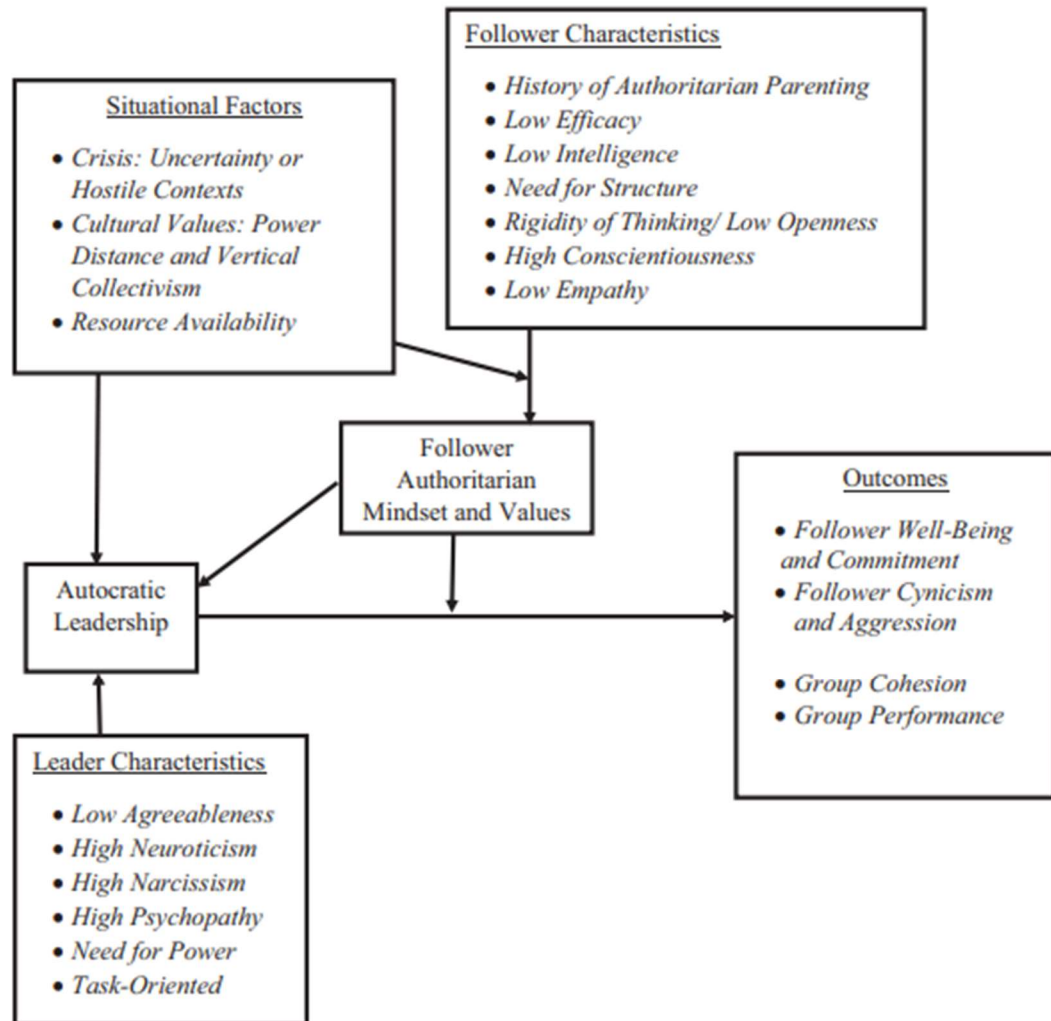 Follower Characteristics
• History of Authoritarian Parenting
• Low Efficacy
• Low Intelligence
• Need for Structure
• Rigidity of Thinking/ Low Openness
• High Conscientiousness
• Low Empathy
Situational Factors
• Crisis: Uncertainty or
Hostile Contexts
• Cultural Values: Power
Distance and Vertical
Collectivism
• Resource Availability
Follower
Authoritarian
Mindset and Values
Autocratic
Leadership
Outcomes
• Follower Well-Being
and Commitment
• Follower Cynicism
and Aggression
• Group Cohesion
• Group Performance
Leader Characteristics
• Low Agreeableness
• High Neuroticism
• High Narcissism
• High Psychopathy
• Need for Power
• Task-Oriented